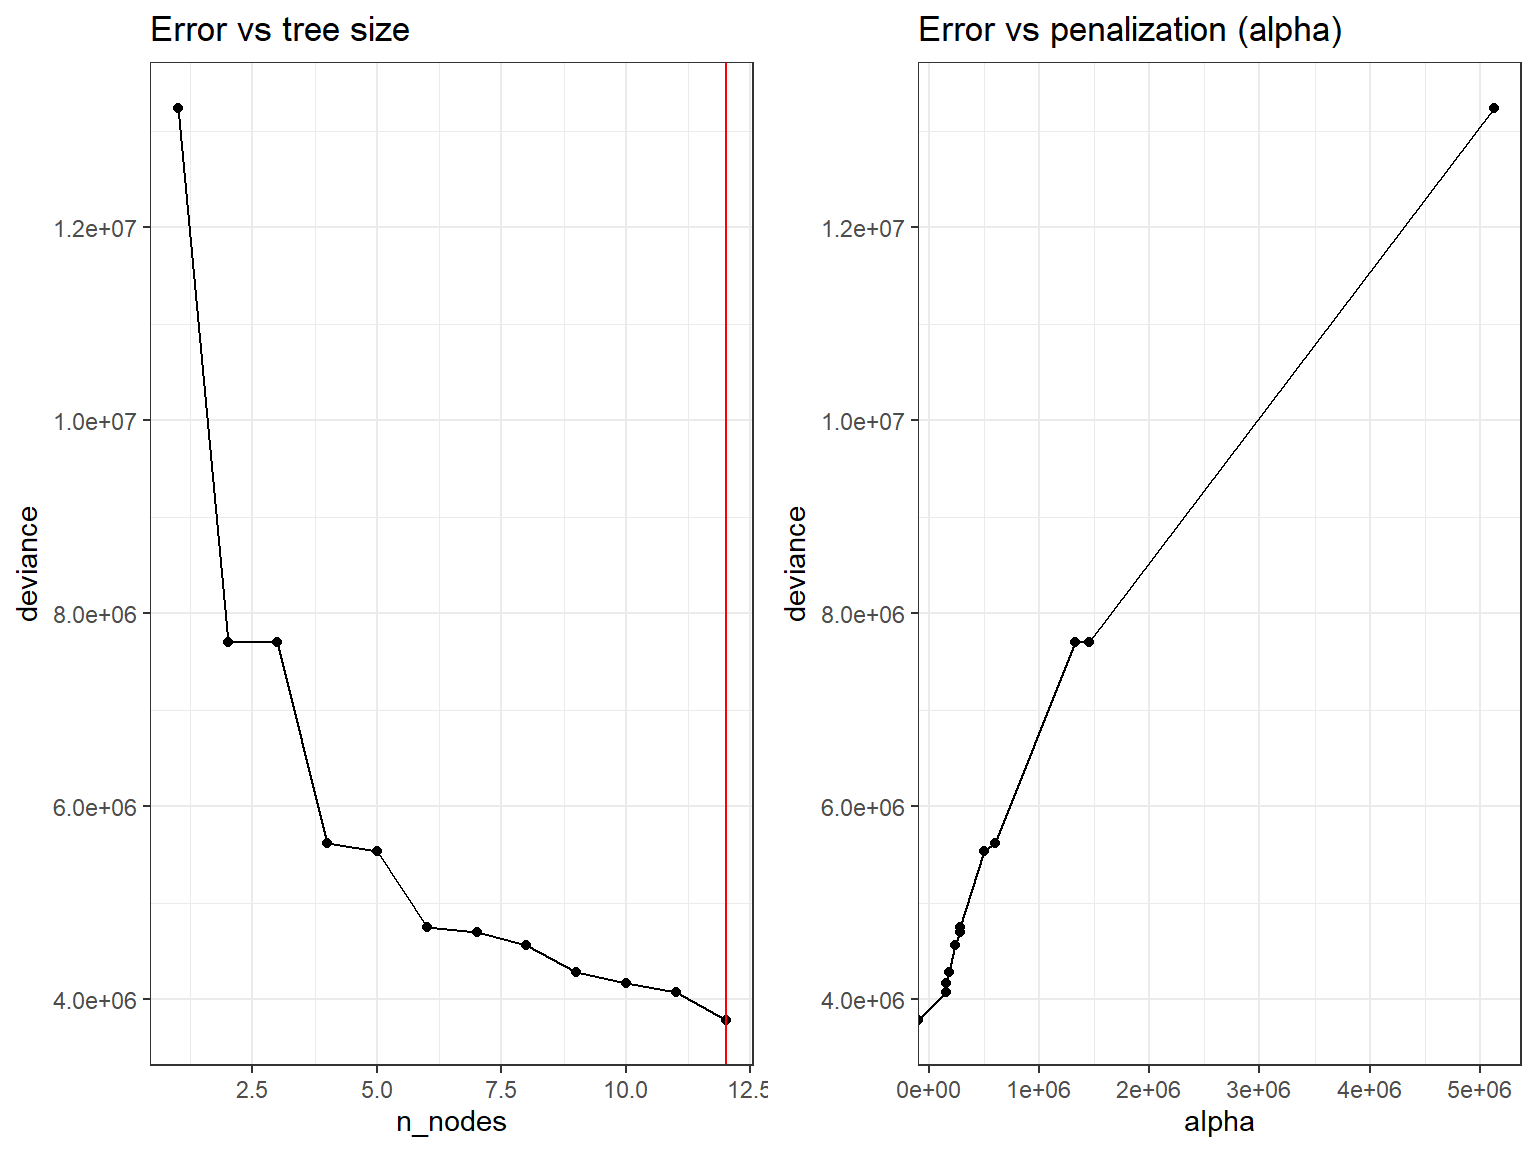 Error vs tree size
1.2e+07
1.0e+07
8.0e+06
6.0e+06
4.0e+06
deviance
2.5
5.0
7.5
10.0
12.5
n_nodes
Error vs penalization (alpha)
1.2e+07
1.0e+07
8.0e+06
6.0e+06
4.0e+06
deviance
0e+00
1e+06
2e+06
3e+06
4e+06
5e+06
alpha